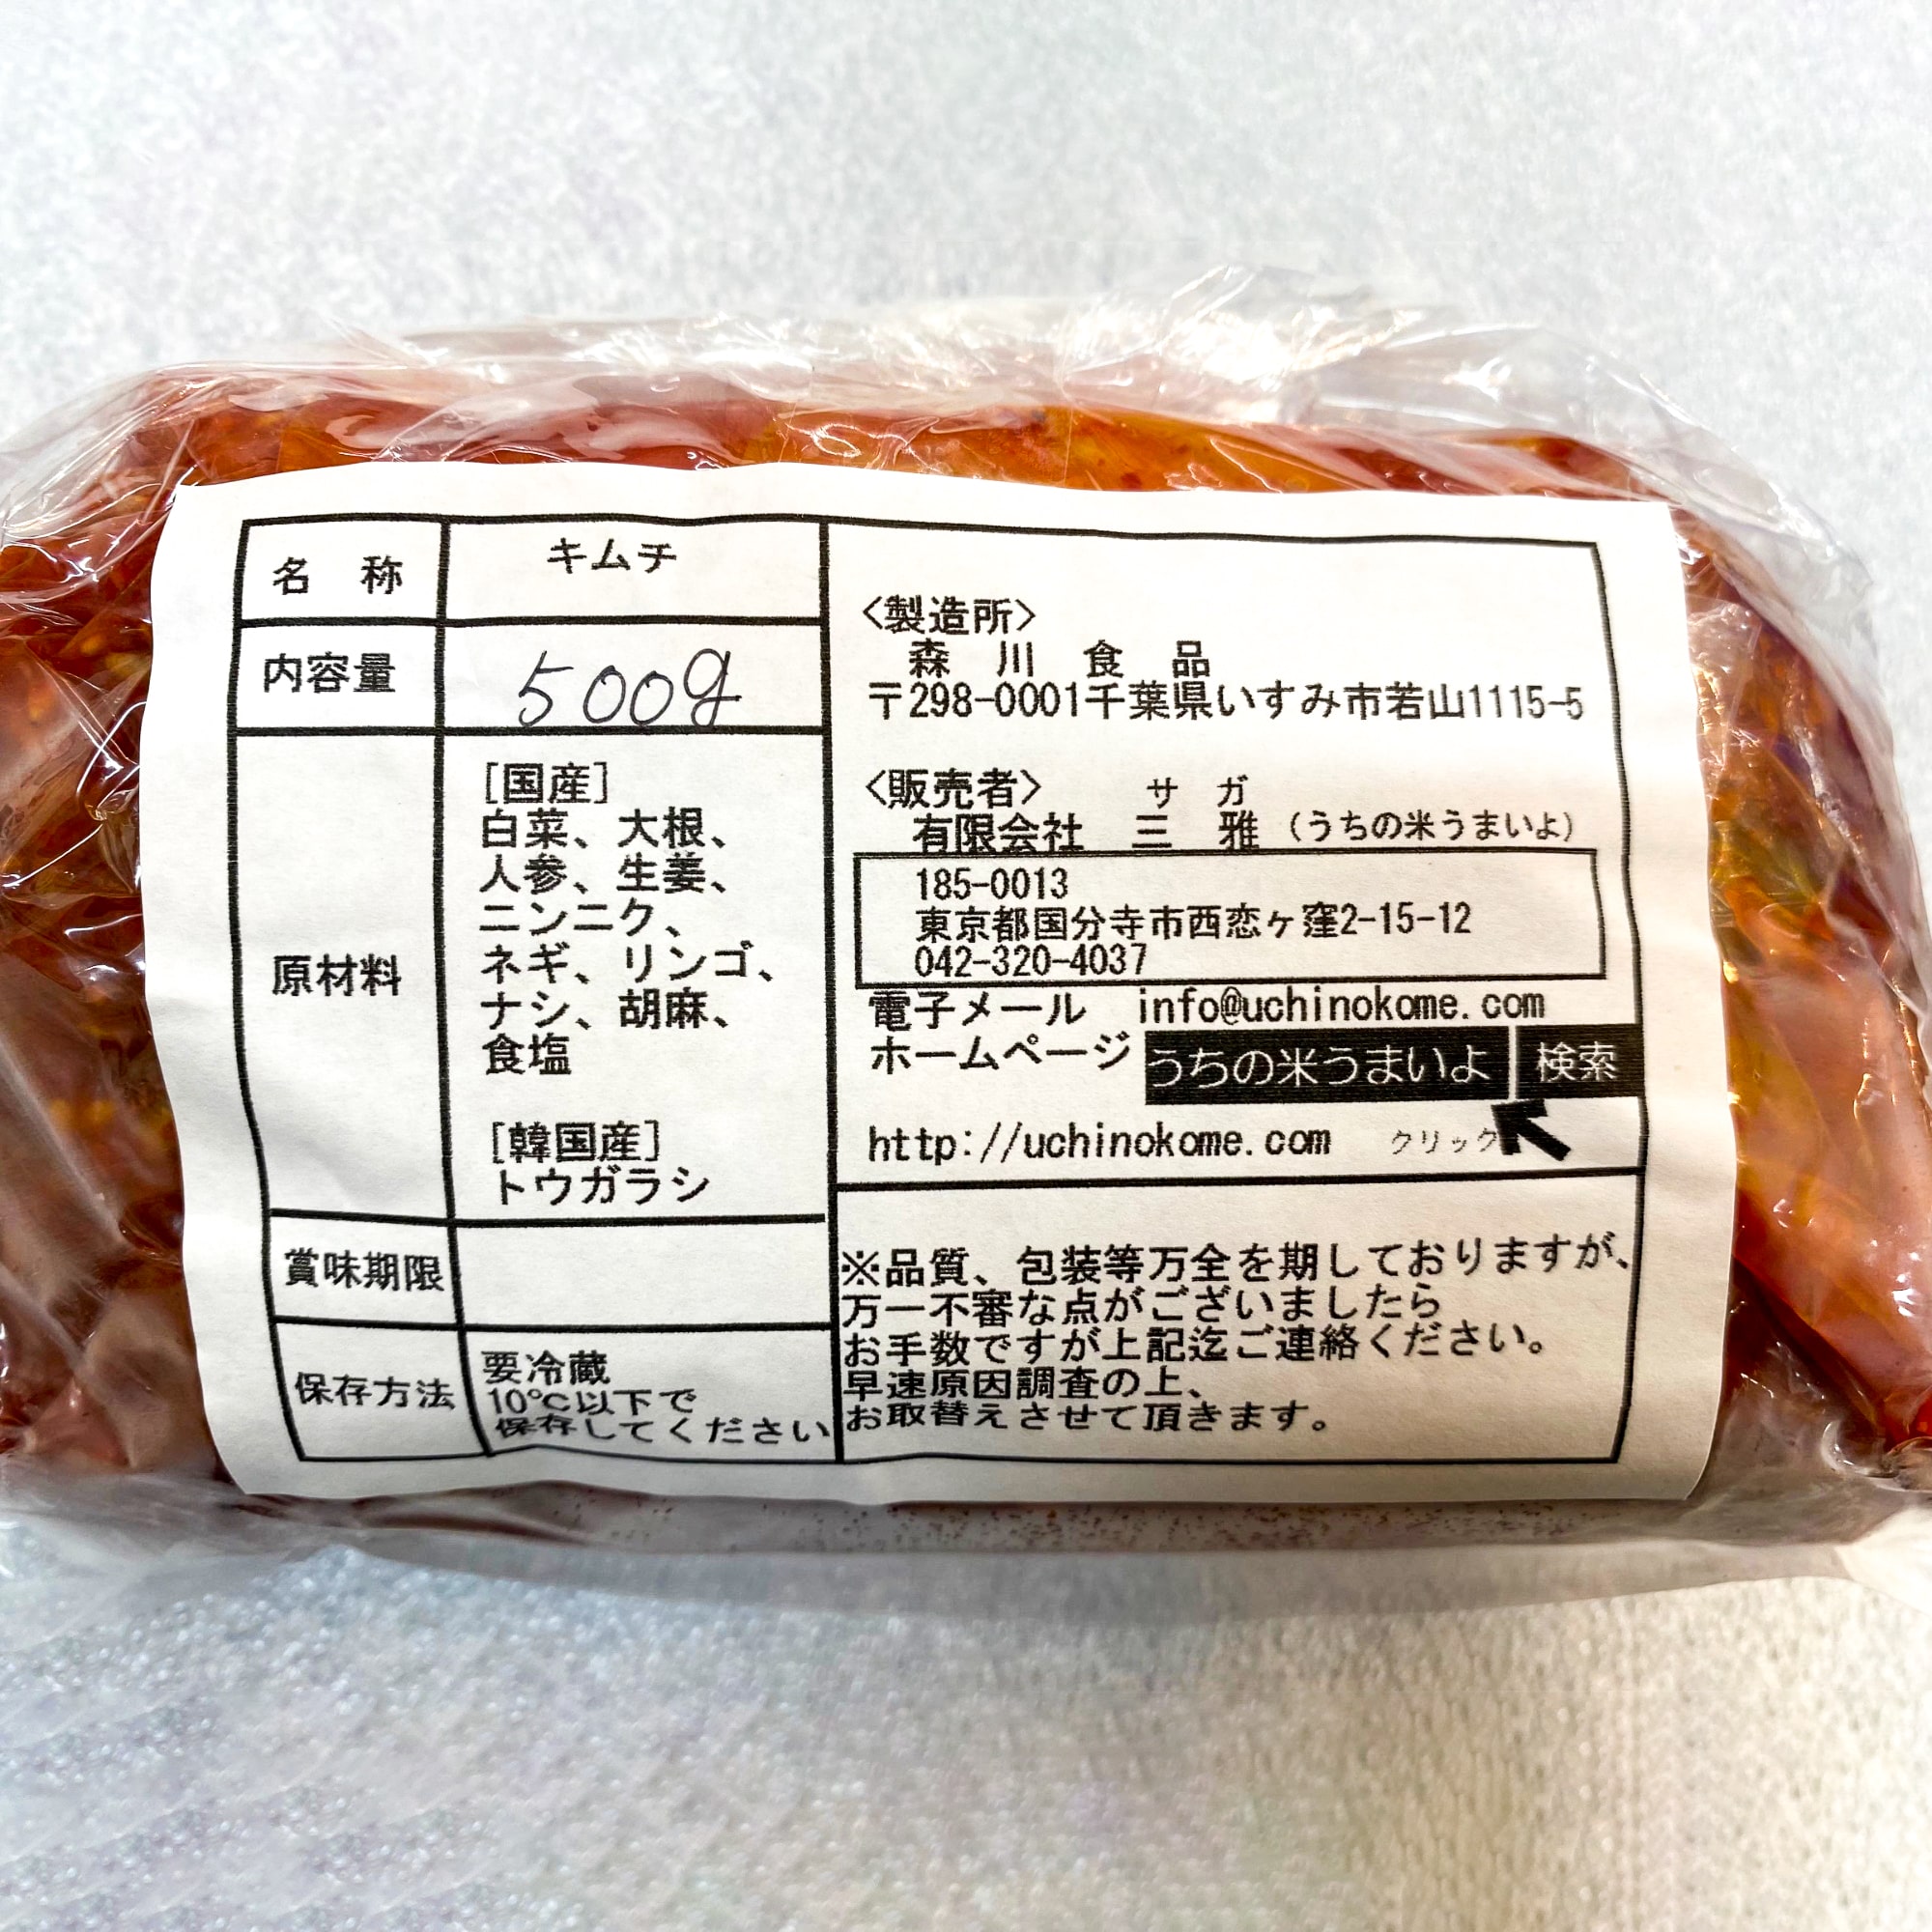 名 称 キムチ
内容量 500g
原材料
[国産]
白菜、大根、
人参、生姜、
ニンニク、
ネギ、リンゴ、
ナシ、胡麻、
食塩
[韓国産]
トウガラシ
賞味期限
保存方法
要冷蔵
10℃以下で
保存してください
〈製造所〉
森 川 食 品
〒298-0001千葉県いすみ市若山1115-5
〈販売者〉 サ ガ
有限会社 三 雅 (うちの米うまいよ)
185-0013
東京都国分寺市西恋ヶ窪2-15-12
042-320-4037
電子メール info@uchinokome.com
ホームページ うちの米うまいよ 検索
http://uchinokome.com クリック
※品質、包装等万全を期しておりますが、
万一不審な点がございましたら
お手数ですが上記迄ご連絡ください。
早速原因調査の上、
お取替えさせて頂きます。